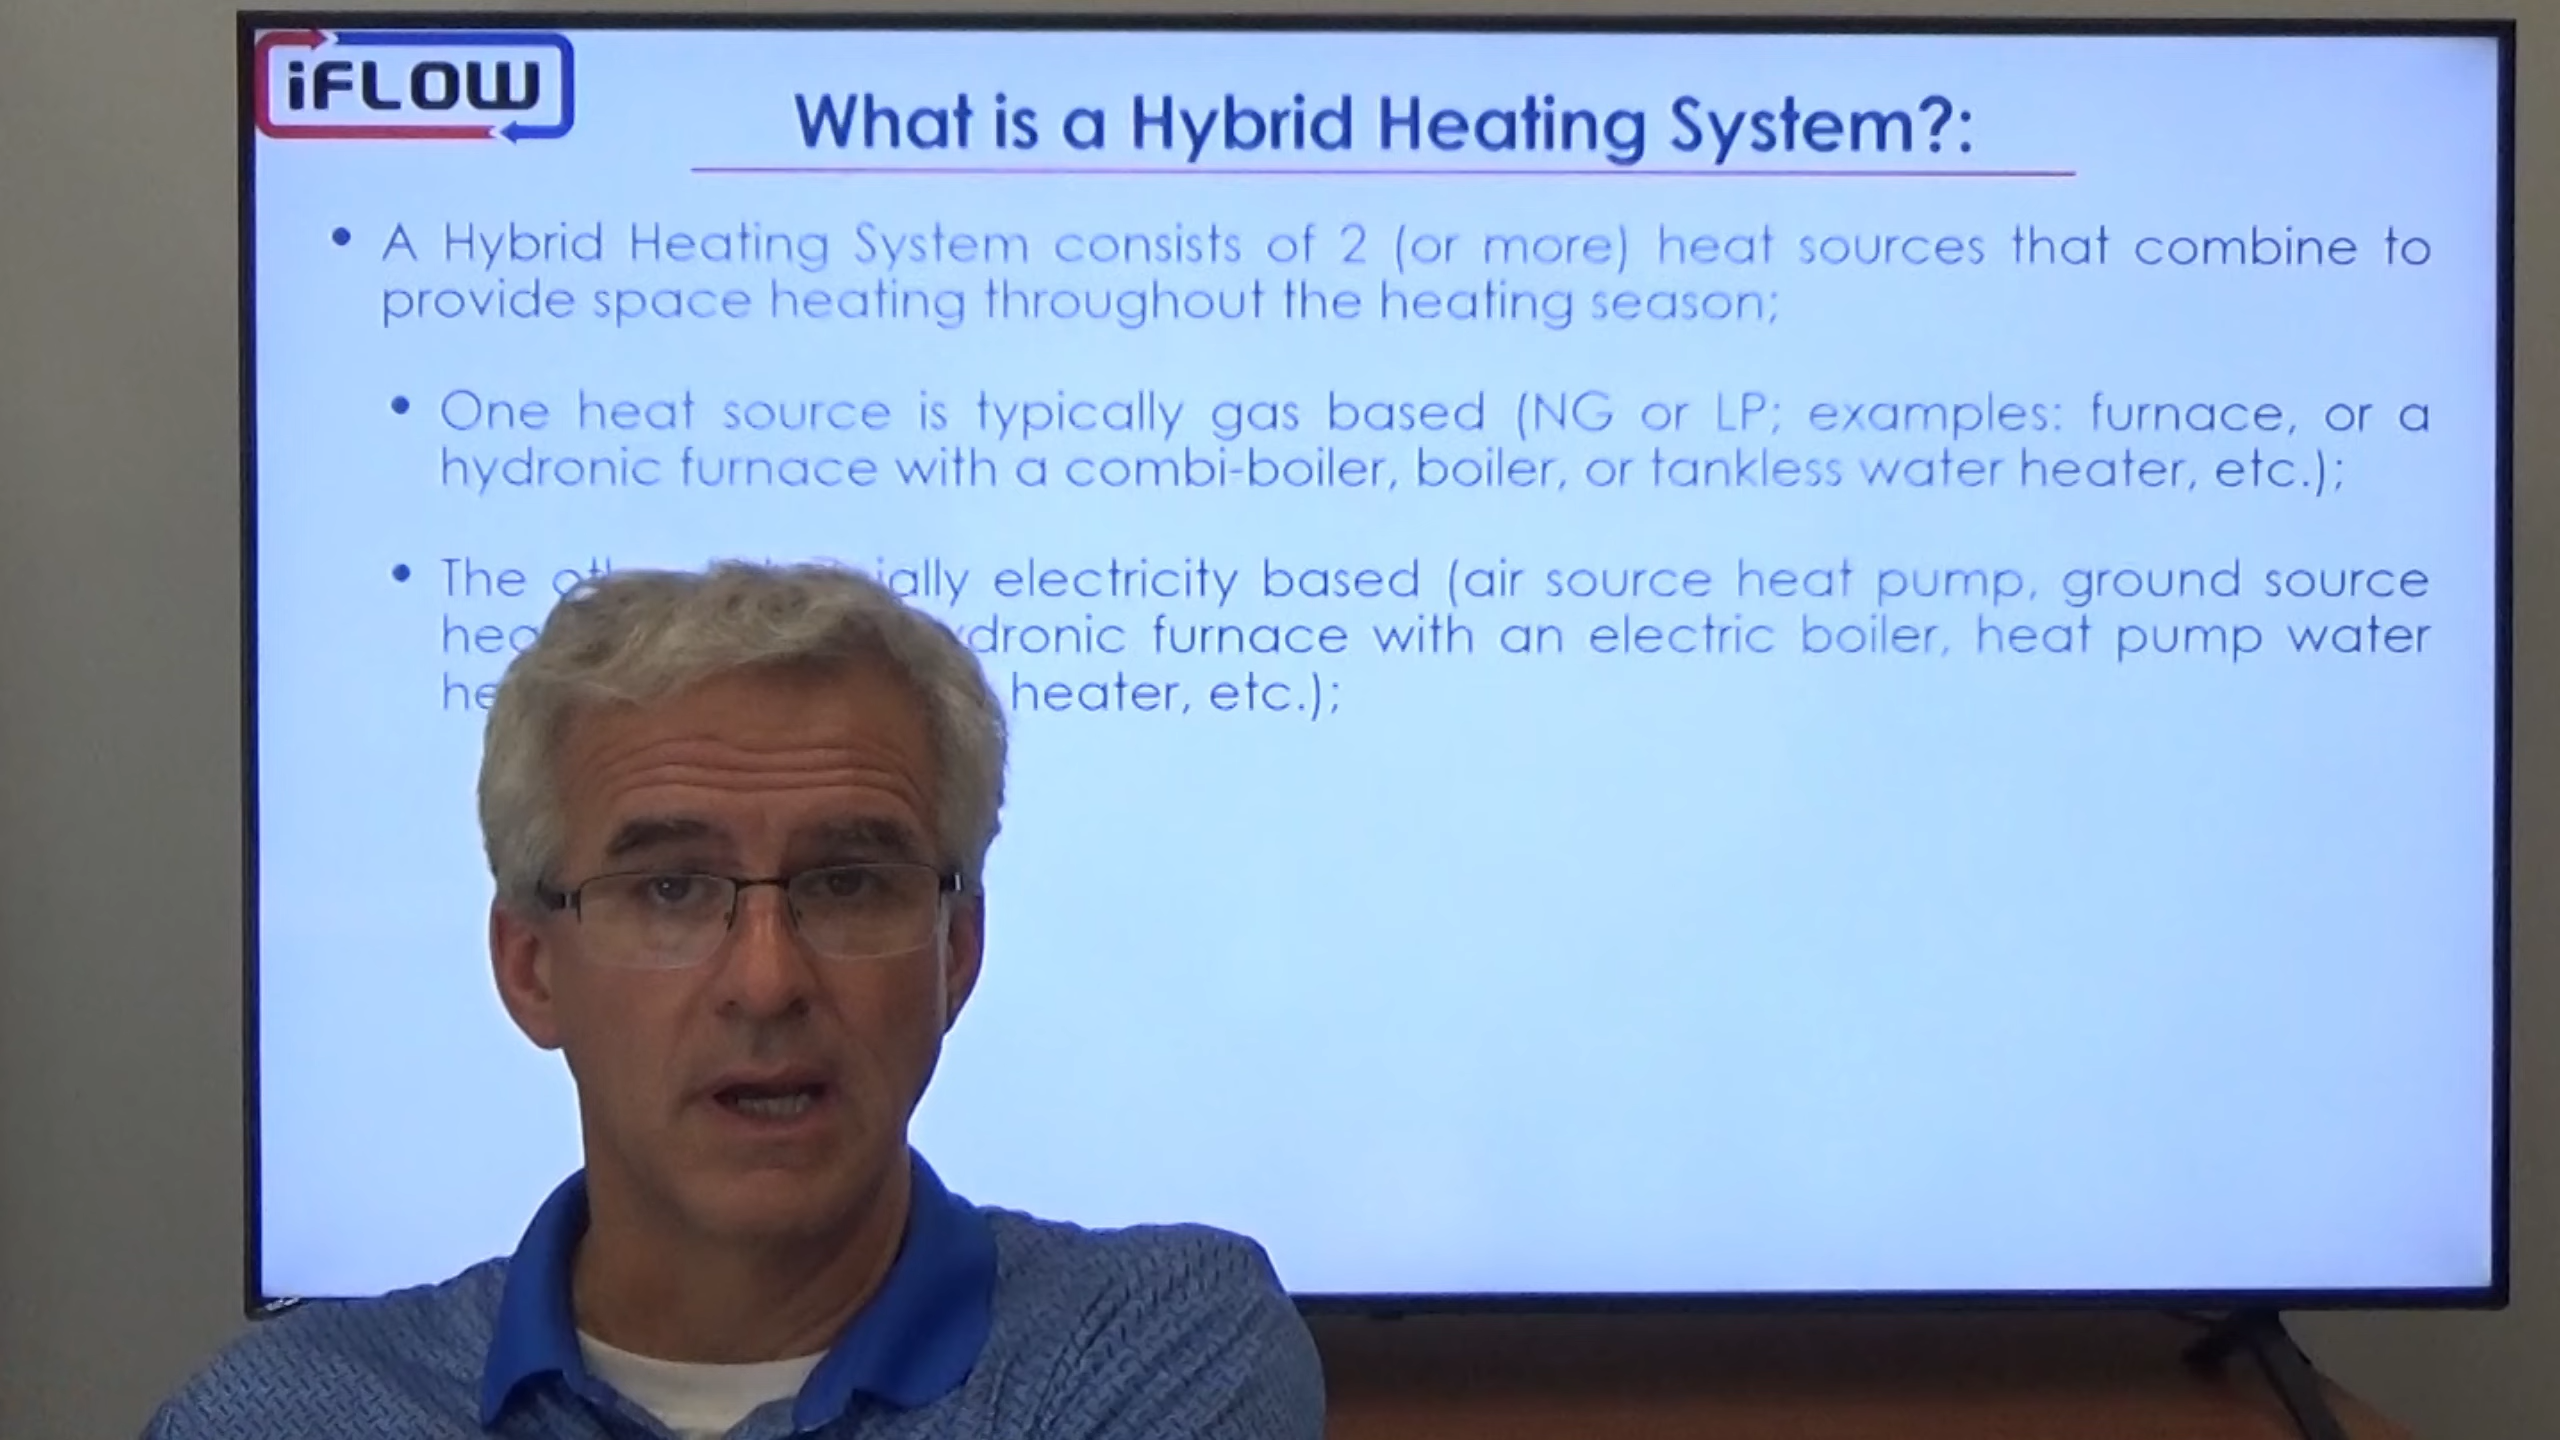 iFLOW
What is a Hybrid Heating System?:
• A Hybrid Heating System consists of 2 (or more) heat sources that combine to
provide space heating throughout the heating season;
• One heat source is typically gas based (NG or LP; examples: furnace, or a
hydronic furnace with a combi-boiler, boiler, or tankless water heater, etc.);
• The electricity based (air source heat pump, ground source
furnace with an electric boiler, heat pump water
heater, etc.);